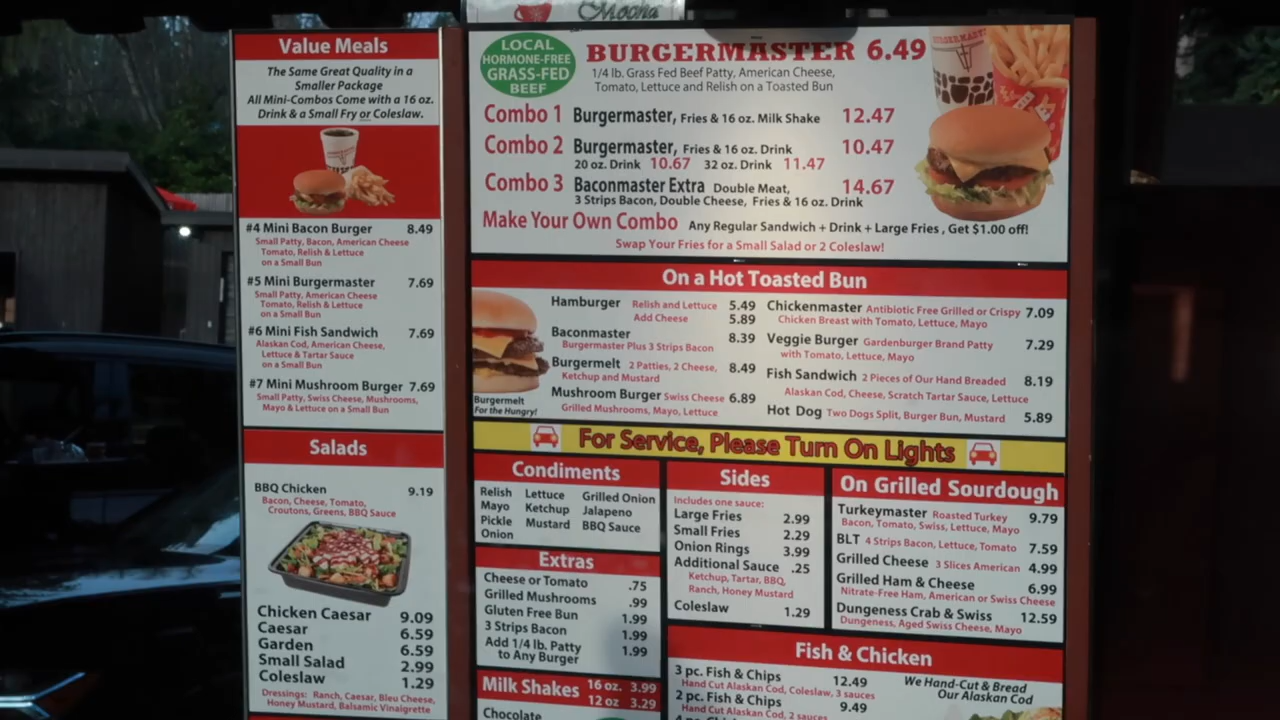 Mocha
Value Meals
The Same Great Quality in a
Smaller Package
All Mini-Combos Come with a 16 oz.
Drink & a Small Fry or Coleslaw.
#4 Mini Bacon Burger 8.49
Small Patty, Bacon, American Cheese
Tomato, Relish & Lettuce
on a Small Bun
#5 Mini Burgermaster 7.69
Small Patty, American Cheese
Tomato, Relish & Lettuce
on a Small Bun
#6 Mini Fish Sandwich 7.69
Alaskan Cod, American Cheese,
Lettuce & Tartar Sauce
on a Small Bun
#7 Mini Mushroom Burger 7.69
Small Patty, Swiss Cheese, Mushrooms,
Mayo & Lettuce on a Small Bun
Salads
BBQ Chicken 9.19
Bacon, Cheese, Tomato,
Croutons, Greens, BBQ Sauce
Chicken Caesar 9.09
Caesar 6.59
Garden 6.59
Small Salad 2.99
Coleslaw 1.29
Dressings: Ranch, Caesar, Bleu Cheese,
Honey Mustard, Balsamic Vinaigrette
LOCAL
HORMONE-FREE
GRASS-FED
BEEF
BURGERMASTER 6.49
1/4 lb. Grass Fed Beef Patty, American Cheese,
Tomato, Lettuce and Relish on a Toasted Bun
Combo 1 Burgermaster, Fries & 16 oz. Milk Shake 12.47
Combo 2 Burgermaster, Fries & 16 oz. Drink 10.47
20 oz. Drink 10.67 32 oz. Drink 11.47
Combo 3 Baconmaster Extra Double Meat, 14.67
3 Strips Bacon, Double Cheese, Fries & 16 oz. Drink
Make Your Own Combo Any Regular Sandwich + Drink + Large Fries , Get $1.00 off!
Swap Your Fries for a Small Salad or 2 Coleslaw!
On a Hot Toasted Bun
Hamburger Relish and Lettuce 5.49
Add Cheese 5.89
Baconmaster 8.39
Burgermaster Plus 3 Strips Bacon
Burgermelt 2 Patties, 2 Cheese, 8.49
Ketchup and Mustard
Mushroom Burger Swiss Cheese 6.89
Grilled Mushrooms, Mayo, Lettuce
Burgermelt
For the Hungry!
Chickenmaster Antibiotic Free Grilled or Crispy 7.09
Chicken Breast with Tomato, Lettuce, Mayo
Veggie Burger Gardenburger Brand Patty 7.29
with Tomato, Lettuce, Mayo
Fish Sandwich 2 Pieces of Our Hand Breaded 8.19
Alaskan Cod, Cheese, Scratch Tartar Sauce, Lettuce
Hot Dog Two Dogs Split, Burger Bun, Mustard 5.89
For Service, Please Turn On Lights
Condiments
Relish Lettuce Grilled Onion
Mayo Ketchup Jalapeno
Pickle Mustard BBQ Sauce
Onion
Extras
Cheese or Tomato .75
Grilled Mushrooms .99
Gluten Free Bun 1.99
3 Strips Bacon 1.99
Add 1/4 lb. Patty 1.99
to Any Burger
Milk Shakes 16 oz. 3.99
12 oz 3.29
Chocolate
Sides
Includes one sauce:
Large Fries 2.99
Small Fries 2.29
Onion Rings 3.99
Additional Sauce .25
Ketchup, Tartar, BBQ,
Ranch, Honey Mustard
Coleslaw 1.29
On Grilled Sourdough
Turkeymaster Roasted Turkey 9.79
Bacon, Tomato, Swiss, Lettuce, Mayo
BLT 4 Strips Bacon, Lettuce, Tomato 7.59
Grilled Cheese 3 Slices American 4.99
Grilled Ham & Cheese 6.99
Nitrate-Free Ham, American or Swiss Cheese
Dungeness Crab & Swiss 12.59
Dungeness, Aged Swiss Cheese, Mayo
Fish & Chicken
3 pc. Fish & Chips 12.49
Hand Cut Alaskan Cod, Coleslaw, 3 sauces
2 pc. Fish & Chips 9.49
Hand Cut Alaskan Cod, 2 sauces
We Hand-Cut & Bread
Our Alaskan Cod